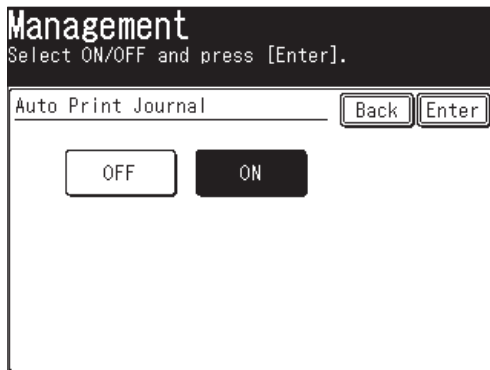 Management
Select ON/OFF and press [Enter].
Auto Print Journal Back Enter
OFF ON